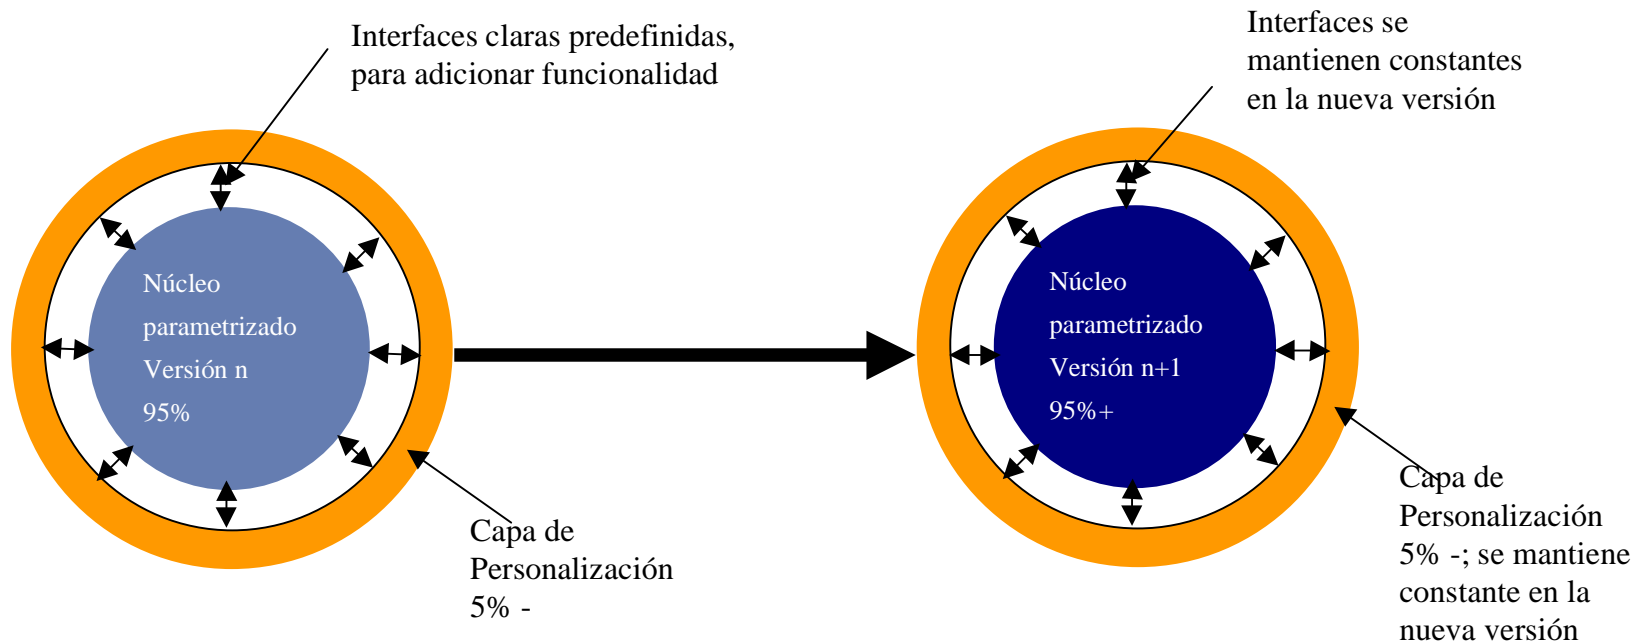 Interfaces claras predefinidas,
para adicionar funcionalidad
Interfaces se
mantienen constantes
en la nueva versión
Núcleo
parametrizado
Versión n
95%
Núcleo
parametrizado
Versión n+1
95%+
Capa de
Personalización
5% -
Capa de
Personalización
5% -; se mantiene
constante en la
nueva versión